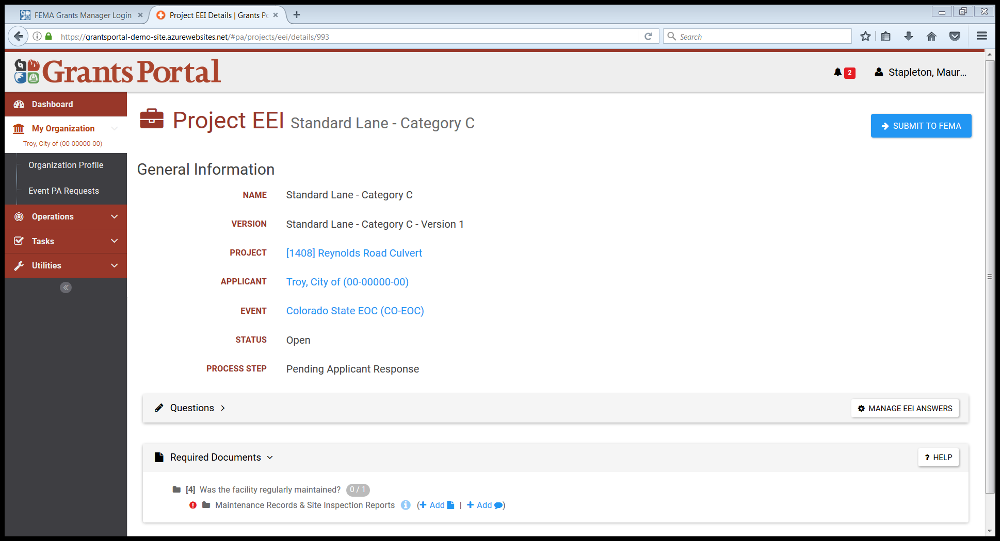 FEMA Grants Manager Login
Project EEI Details | Grants Po
https://grantsportal-demo-site.azurewebsites.net/#pa/projects/eei/details/993
Search
Grants Portal
2
Stapleton, Maur...
Dashboard
My Organization
Troy, City of (00-00000-00)
Organization Profile
Event PA Requests
Operations
Tasks
Utilities
Project EEI Standard Lane - Category C
SUBMIT TO FEMA
General Information
NAME Standard Lane - Category C
VERSION Standard Lane - Category C - Version 1
PROJECT [1408] Reynolds Road Culvert
APPLICANT Troy, City of (00-00000-00)
EVENT Colorado State EOC (CO-EOC)
STATUS Open
PROCESS STEP Pending Applicant Response
Questions
MANAGE EEI ANSWERS
Required Documents
? HELP
[4] Was the facility regularly maintained? 0 / 1
Maintenance Records & Site Inspection Reports (+ Add | + Add)